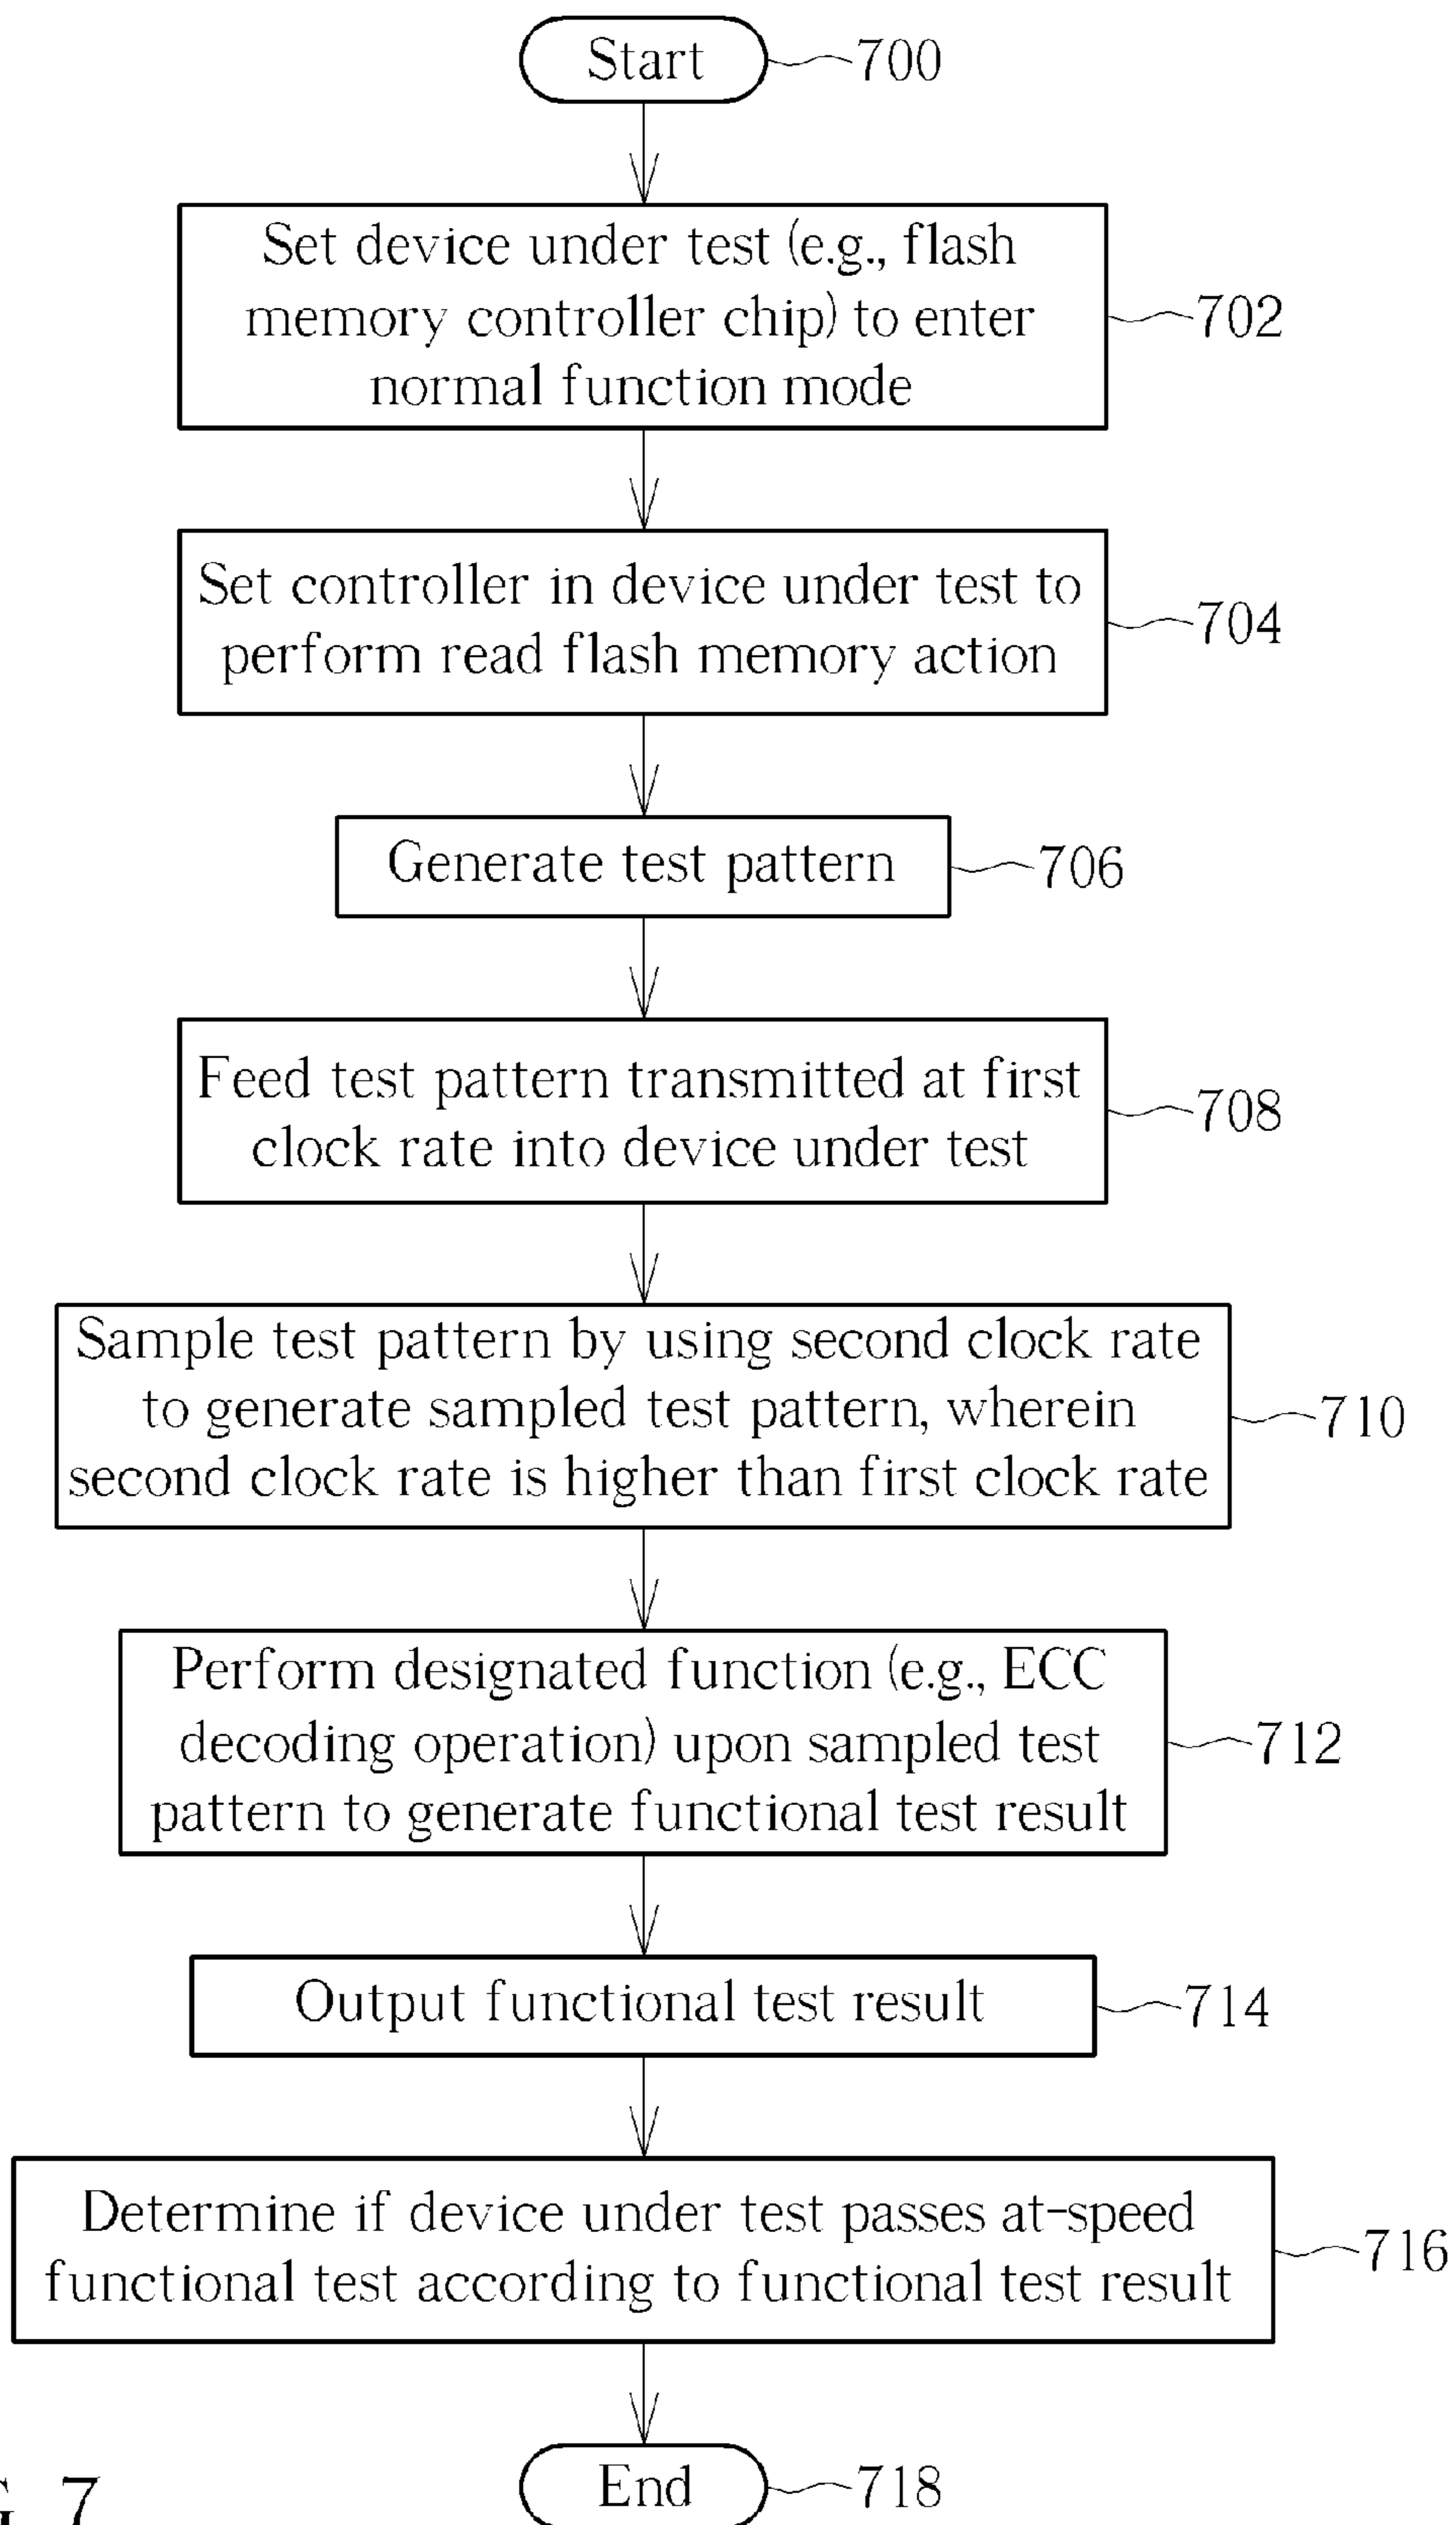 Start
700
Set device under test (e.g., flash
memory controller chip) to enter
normal function mode
702
Set controller in device under test to
perform read flash memory action
704
Generate test pattern
706
Feed test pattern transmitted at first
clock rate into device under test
708
Sample test pattern by using second clock rate
to generate sampled test pattern, wherein
second clock rate is higher than first clock rate
710
Perform designated function (e.g., ECC
decoding operation) upon sampled test
pattern to generate functional test result
712
Output functional test result
714
Determine if device under test passes at-speed
functional test according to functional test result
716
End
718
7